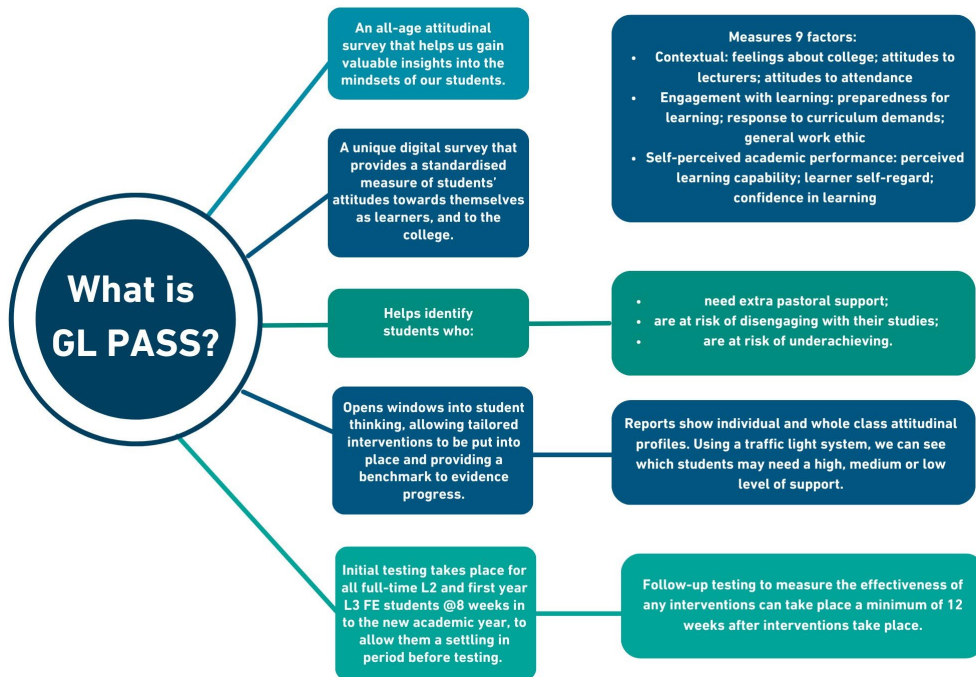 What is
GL PASS?
An all-age attitudinal
survey that helps us gain
valuable insights into the
mindsets of our students.
Measures 9 factors:
• Contextual: feelings about college; attitudes to
lecturers; attitudes to attendance
• Engagement with learning: preparedness for
learning; response to curriculum demands;
general work ethic
• Self-perceived academic performance: perceived
learning capability; learner self-regard;
confidence in learning
A unique digital survey that
provides a standardised
measure of students'
attitudes towards themselves
as learners, and to the
college.
Helps identify
students who:
• need extra pastoral support;
• are at risk of disengaging with their studies;
• are at risk of underachieving.
Opens windows into student
thinking, allowing tailored
interventions to be put into
place and providing a
benchmark to evidence
progress.
Reports show individual and whole class attitudinal
profiles. Using a traffic light system, we can see
which students may need a high, medium or low
level of support.
Initial testing takes place for
all full-time L2 and first year
L3 FE students @8 weeks in
to the new academic year, to
allow them a settling in
period before testing.
Follow-up testing to measure the effectiveness of
any interventions can take place a minimum of 12
weeks after interventions take place.